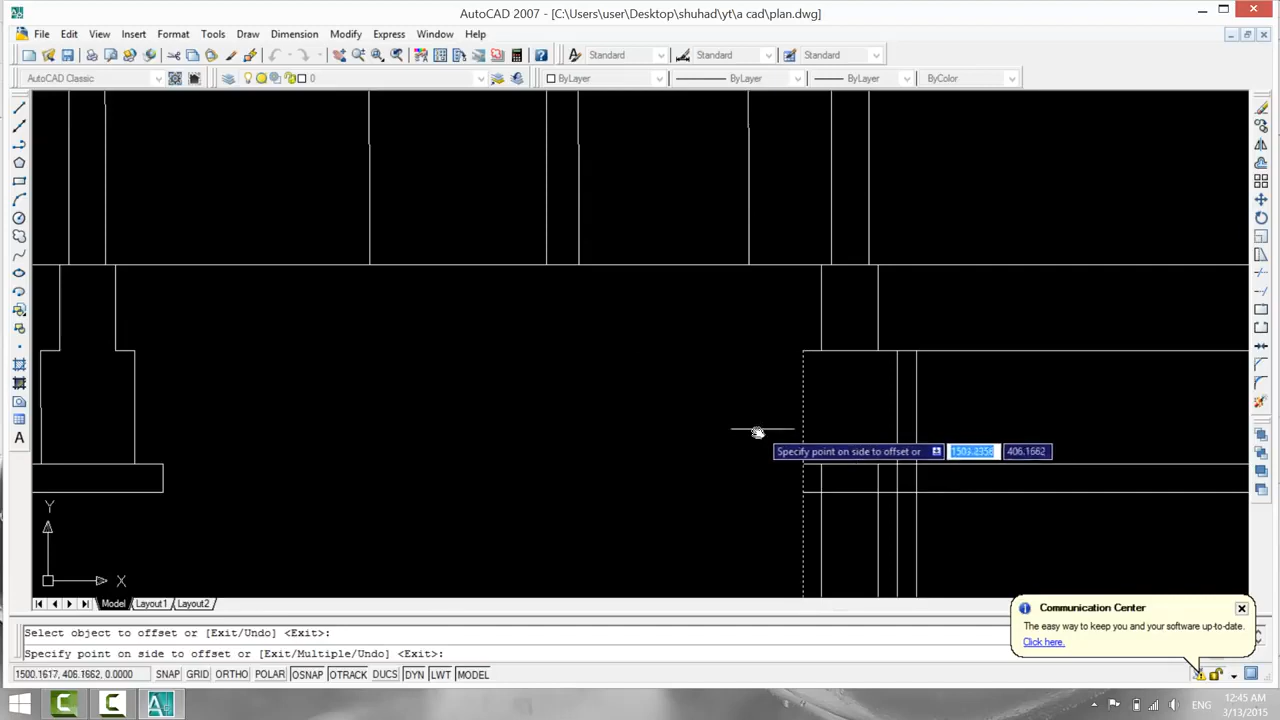 AutoCAD 2007 - [C:\Users\user\Desktop\shuhad\yt\a cad\plan.dwg]
File Edit View Insert Format Tools Draw Dimension Modify Express Window Help
Standard Standard Standard
AutoCAD Classic 0 ByLayer ByLayer ByLayer ByColor
A
Specify point on side to offset or 1503.2356 406.1662
Y
X
Model Layout1 Layout2
Communication Center
The easy way to keep you and your software up-to-date.
Click here.
Select object to offset or [Exit/Undo] <Exit>:
Specify point on side to offset or [Exit/Multiple/Undo] <Exit>:
1500.1617, 406.1662, 0.0000 SNAP GRID ORTHO POLAR OSNAP OTRACK DUCS DYN LWT MODEL
ENG
12:45 AM
3/13/2015